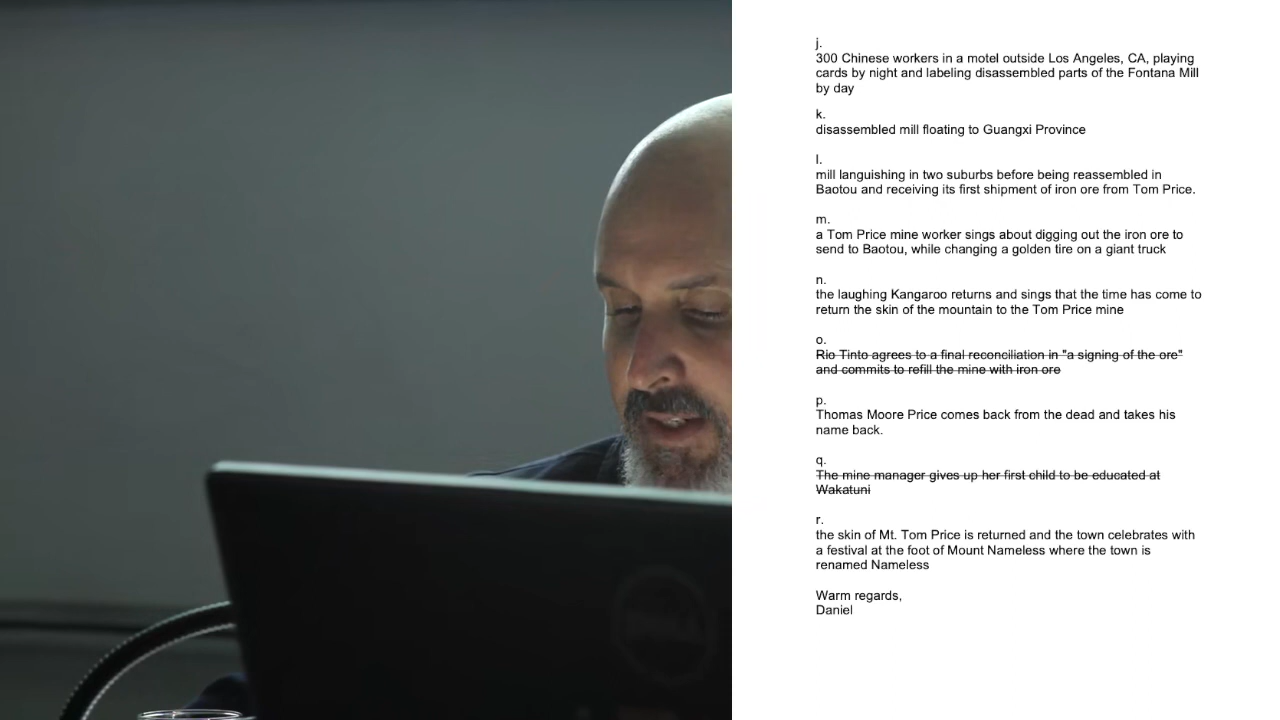 j.
300 Chinese workers in a motel outside Los Angeles, CA, playing
cards by night and labeling disassembled parts of the Fontana Mill
by day
k.
disassembled mill floating to Guangxi Province
l.
mill languishing in two suburbs before being reassembled in
Baotou and receiving its first shipment of iron ore from Tom Price.
m.
a Tom Price mine worker sings about digging out the iron ore to
send to Baotou, while changing a golden tire on a giant truck
n.
the laughing Kangaroo returns and sings that the time has come to
return the skin of the mountain to the Tom Price mine
o.
Rio Tinto agrees to a final reconciliation in "a signing of the ore"
and commits to refill the mine with iron ore
p.
Thomas Moore Price comes back from the dead and takes his
name back.
q.
The mine manager gives up her first child to be educated at
Wakatuni
r.
the skin of Mt. Tom Price is returned and the town celebrates with
a festival at the foot of Mount Nameless where the town is
renamed Nameless
Warm regards,
Daniel